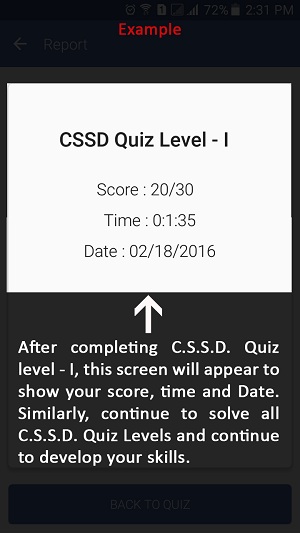 72% 2:31 PM
Example
Report
CSSD Quiz Level - I
Score : 20/30
Time : 0:1:35
Date : 02/18/2016
After completing C.S.S.D. Quiz
level - I, this screen will appear to
show your score, time and Date.
Similarly, continue to solve all
C.S.S.D. Quiz Levels and continue
to develop your skills.
BACK TO QUIZ